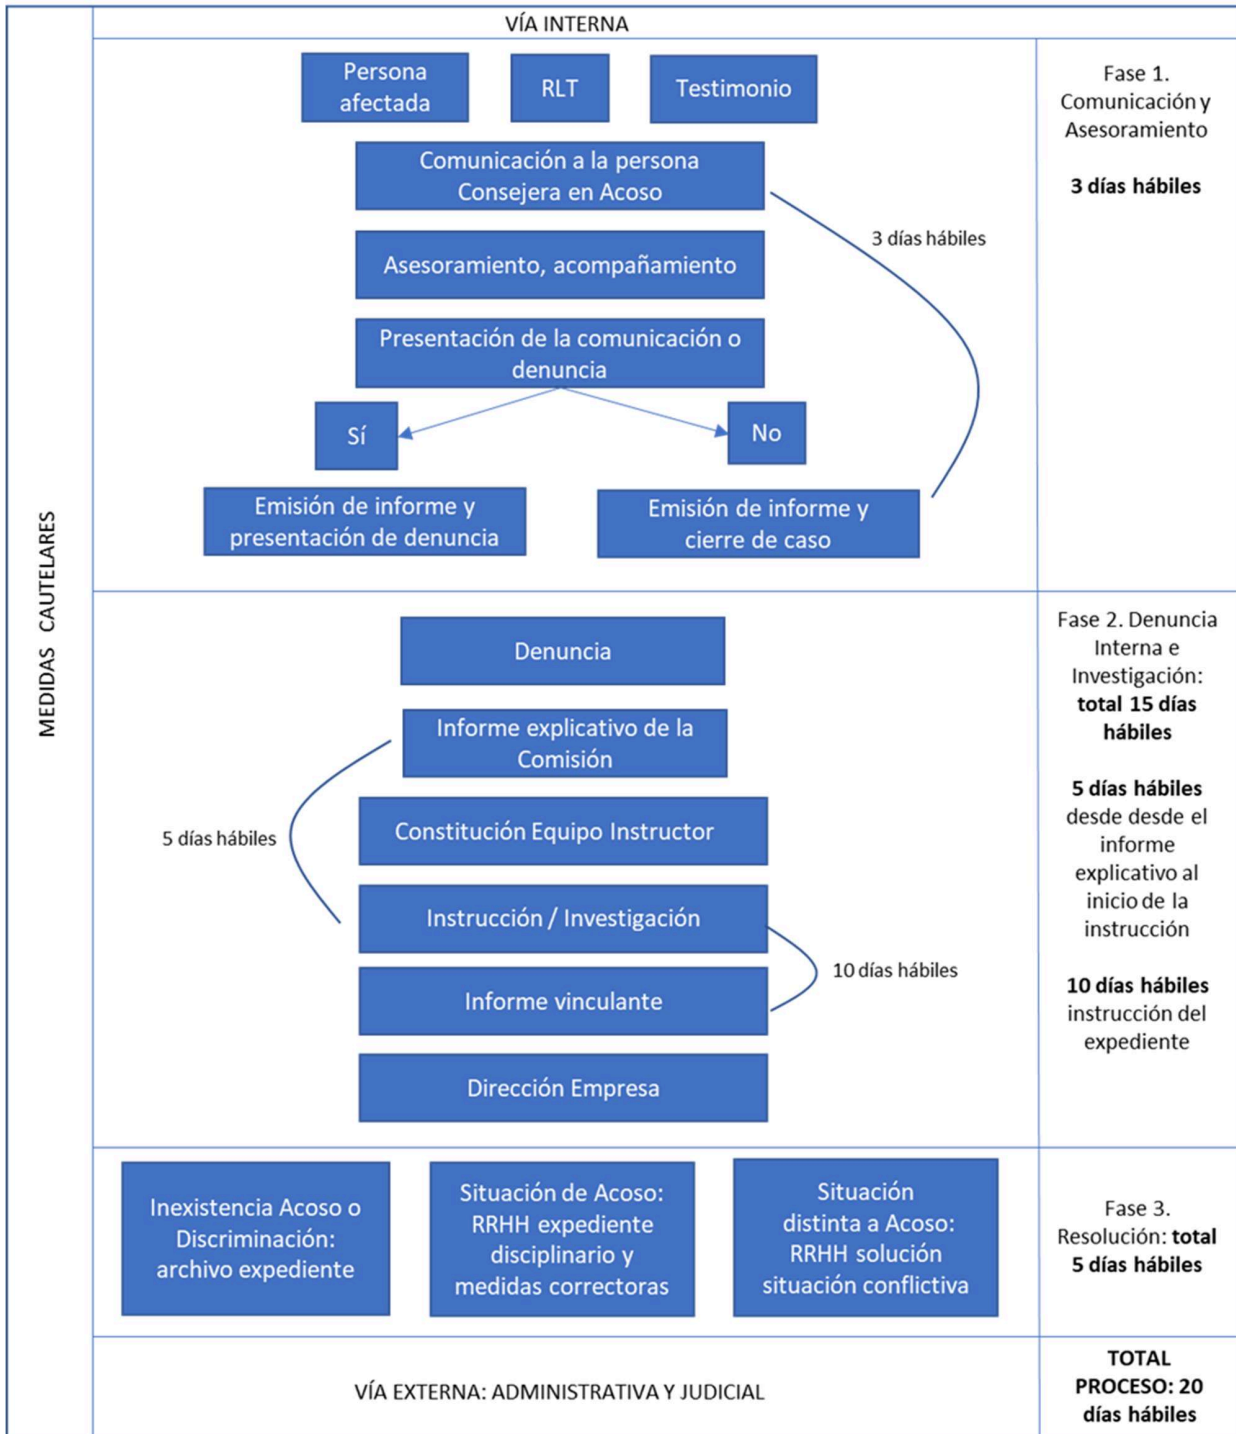 VÍA INTERNA
Persona
afectada
RLT
Testimonio
Comunicación a la persona
Consejera en Acoso
Asesoramiento, acompañamiento
Presentación de la comunicación o
denuncia
Sí
No
Emisión de informe y
presentación de denuncia
Emisión de informe y
cierre de caso
3 días hábiles
Fase 1.
Comunicación y
Asesoramiento
3 días hábiles
MEDIDAS CAUTELARES
Denuncia
Informe explicativo de la
Comisión
Constitución Equipo Instructor
Instrucción / Investigación
Informe vinculante
Dirección Empresa
5 días hábiles
10 días hábiles
Fase 2. Denuncia
Interna e
Investigación:
total 15 días
hábiles
5 días hábiles
desde desde el
informe
explicativo al
inicio de la
instrucción
10 días hábiles
instrucción del
expediente
Inexistencia Acoso o
Discriminación:
archivo expediente
Situación de Acoso:
RRHH expediente
disciplinario y
medidas correctoras
Situación
distinta a Acoso:
RRHH solución
situación conflictiva
Fase 3.
Resolución: total
5 días hábiles
VÍA EXTERNA: ADMINISTRATIVA Y JUDICIAL
TOTAL
PROCESO: 20
días hábiles